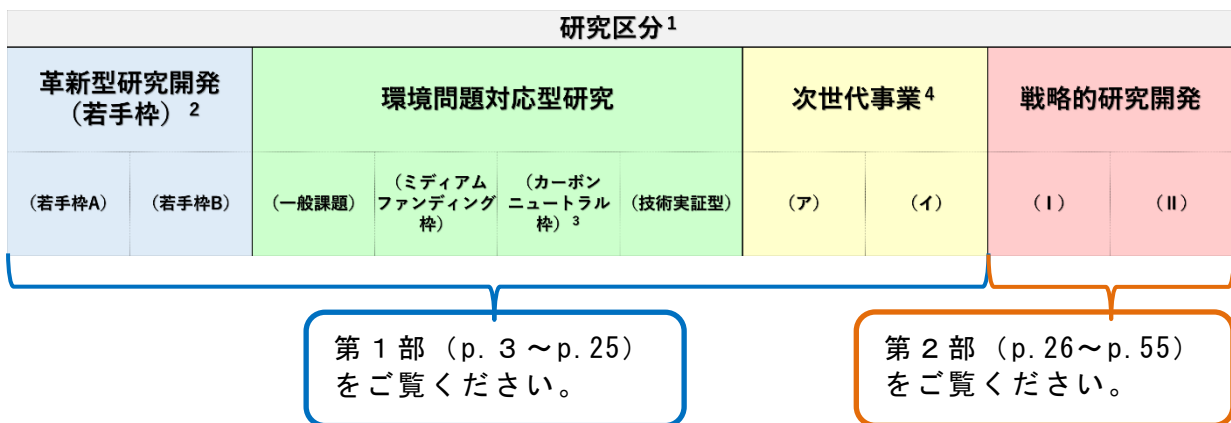 研究区分1
革新型研究開発
（若手枠）2
環境問題対応型研究
次世代事業4
戦略的研究開発
（若手枠A）
（若手枠B）
（一般課題）
（ミディアム
ファンディング
枠）
（カーボン
ニュートラル
枠）3
（技術実証型）
（ア）
（イ）
（Ⅰ）
（Ⅱ）
第１部（p.３～p.25）
をご覧ください。
第２部（p.26～p.55）
をご覧ください。